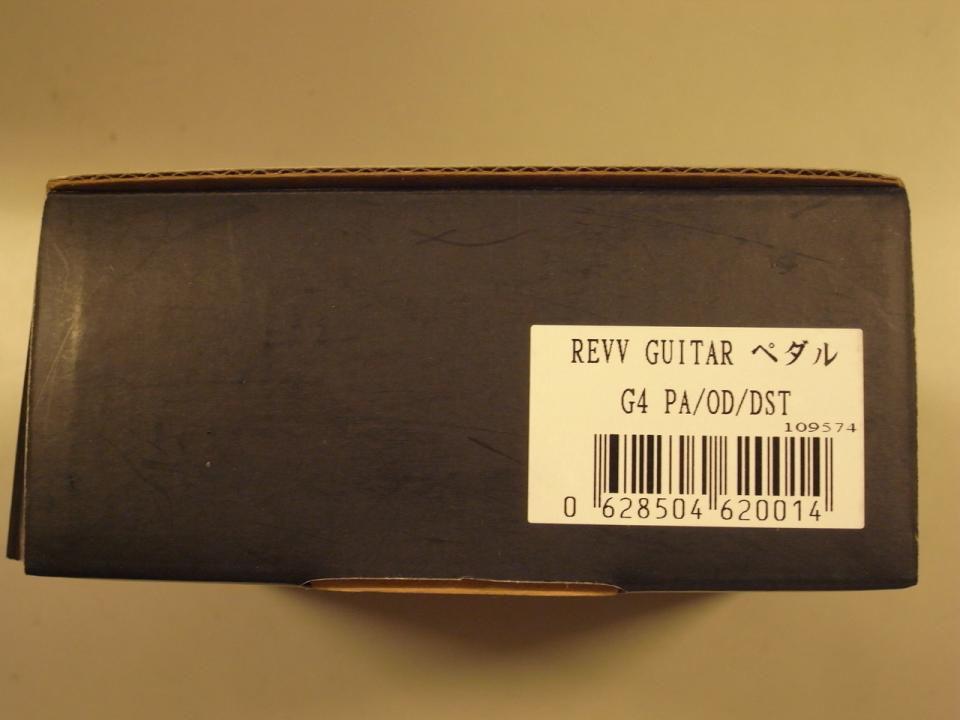 REVV GUITAR ペダル
G4 PA/OD/DST
109574
0 628504 620014